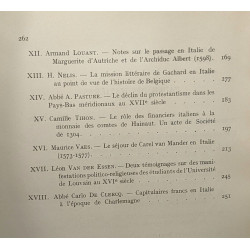 262
XII. Armand Louant. — Notes sur le passage en Italie de
Marguerite d'Autriche et de l'Archiduc Albert (1598). . 169
XIII. H. Nelis. — La mission littéraire de Gachard en Italie
au point de vue de l'histoire de Belgique . . . . 177
XIV. Abbé A. Pasture. — Le déclin du protestantisme dans les
Pays-Bas méridionaux au XVIIe siècle . . . . 183
XV. Camille Tihon. — Le rôle des financiers italiens à la
monnaie des comtes de Hainaut. Un acte de Société
de 1304. . . . . 197
XVI. Maurice Vaes. — Le séjour de Carel van Mander en Italie
(1573-1577) . . . . 213
XVII. Léon Van der Essen. — Deux témoignages sur des mani-
festations politico-religieuses des étudiants de l'Université
de Louvain au XVIe siècle . . . .
XVIII. Abbé Carlo De Clercq. — Capitulaires francs en Italie
à l'époque de Charlemagne . . . . 251